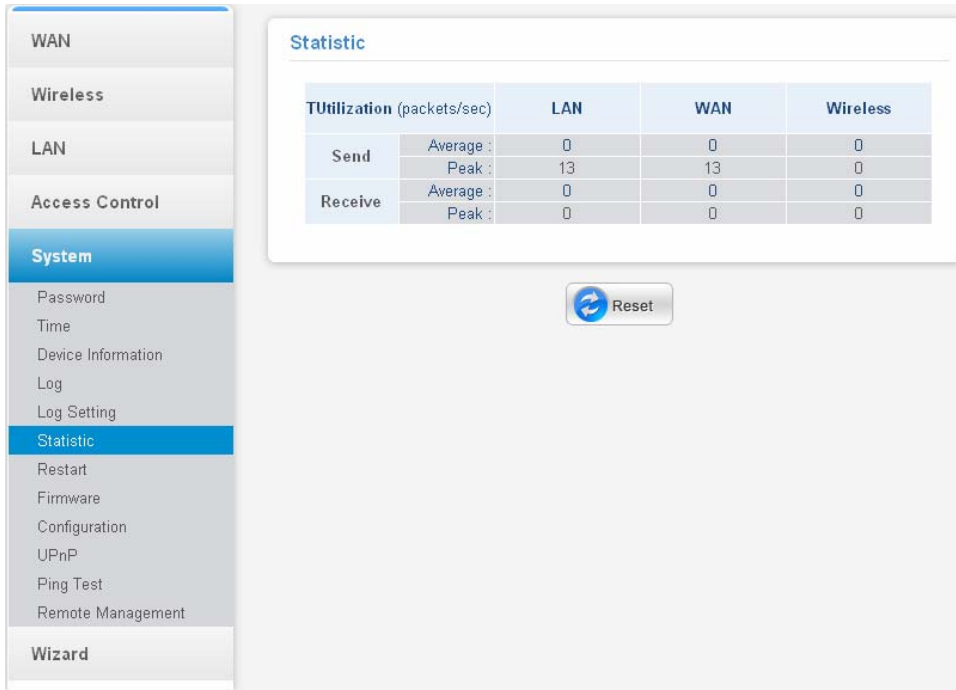 WAN
Wireless
LAN
Access Control
System
Password
Time
Device Information
Log
Log Setting
Statistic
Restart
Firmware
Configuration
UPnP
Ping Test
Remote Management
Wizard
Statistic
TUtilization (packets/sec) LAN WAN Wireless
Send Average : 0 0 0
Peak : 13 13 0
Receive Average : 0 0 0
Peak : 0 0 0
Reset